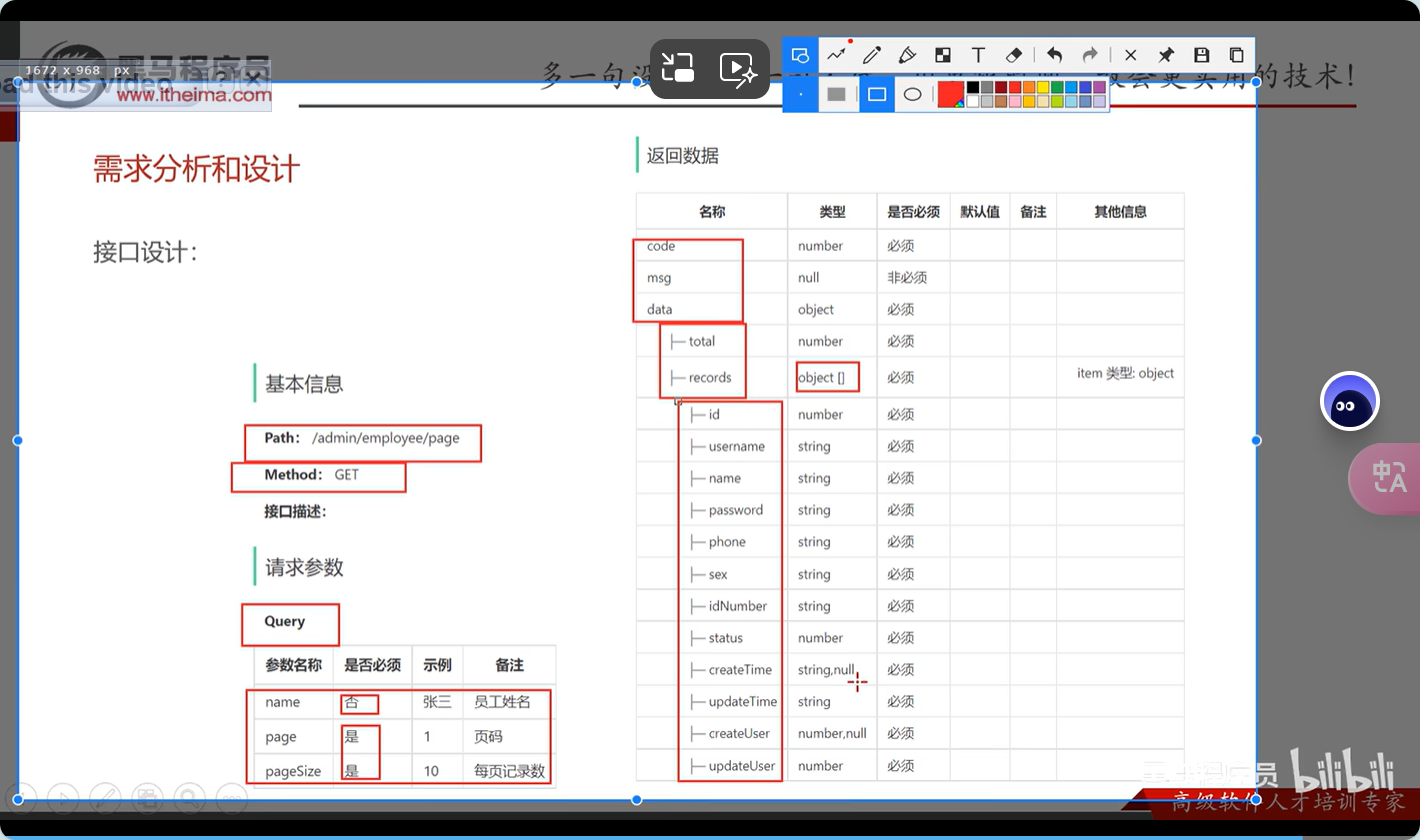 黑马程序员
www.itheima.com
1672 x 968 px
ad this video ?
需求分析和设计
接口设计：
基本信息
Path： /admin/employee/page
Method： GET
接口描述：
请求参数
Query
参数名称 是否必须 示例 备注
name 否 张三 员工姓名
page 是 1 页码
pageSize 是 10 每页记录数
返回数据
名称 类型 是否必须 默认值 备注 其他信息
code number 必须
msg null 非必须
data object 必须
├─ total number 必须
├─ records object [] 必须 item 类型: object
├─ id number 必须
├─ username string 必须
├─ name string 必须
├─ password string 必须
├─ phone string 必须
├─ sex string 必须
├─ idNumber string 必须
├─ status number 必须
├─ createTime string,null 必须
├─ updateTime string 必须
├─ createUser number,null 必须
├─ updateUser number 必须
中A
bilibili
高级软件人才培训专家